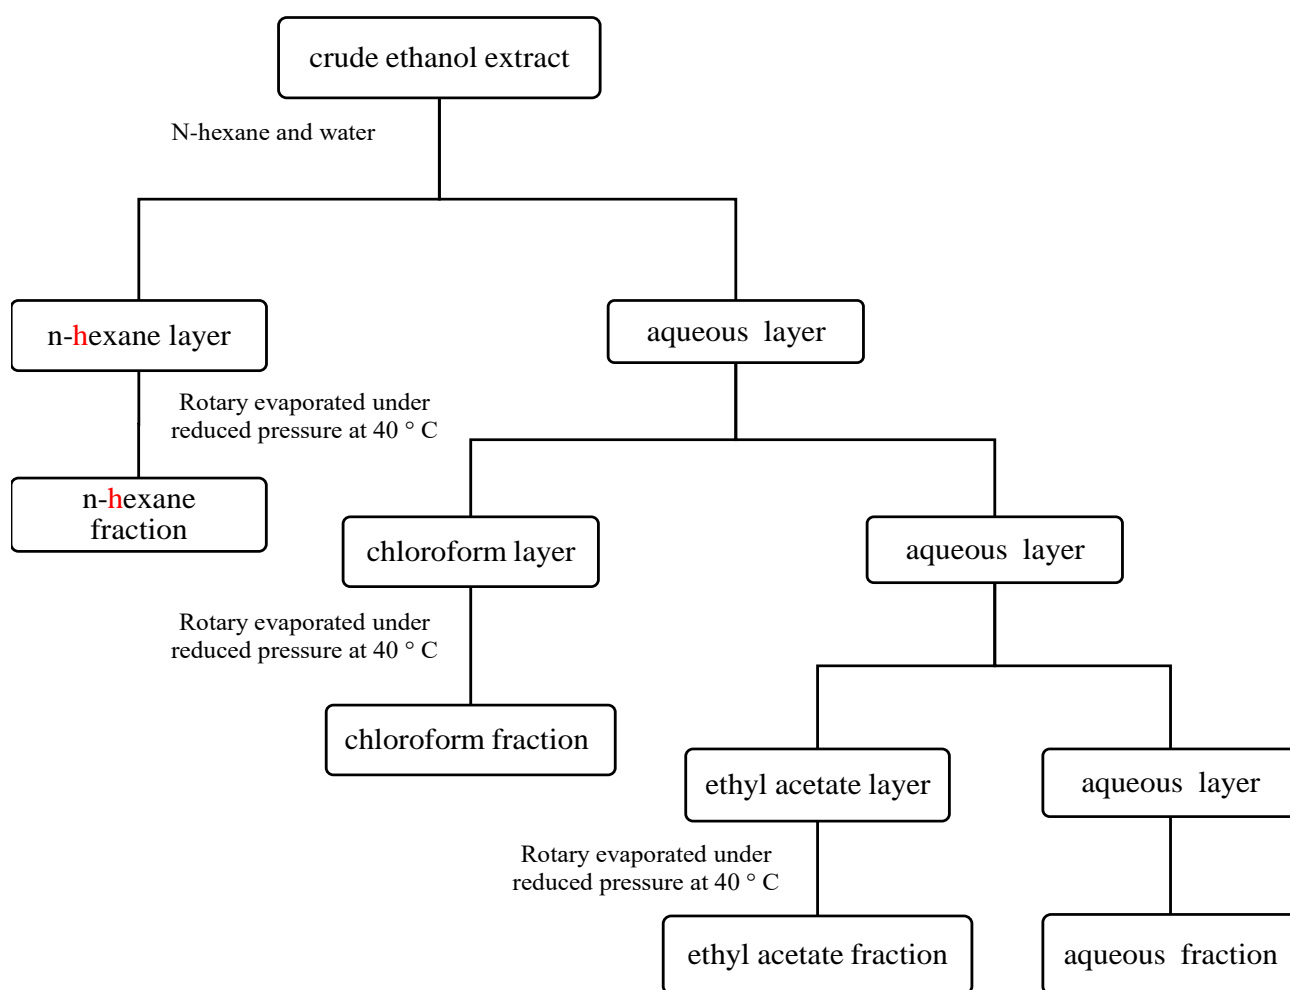 crude ethanol extract
N-hexane and water
n-hexane layer
aqueous  layer
Rotary evaporated under
reduced pressure at 40 ° C
n-hexane
fraction
chloroform layer
aqueous  layer
Rotary evaporated under
reduced pressure at 40 ° C
chloroform fraction
ethyl acetate layer
aqueous  layer
Rotary evaporated under
reduced pressure at 40 ° C
ethyl acetate fraction
aqueous  fraction